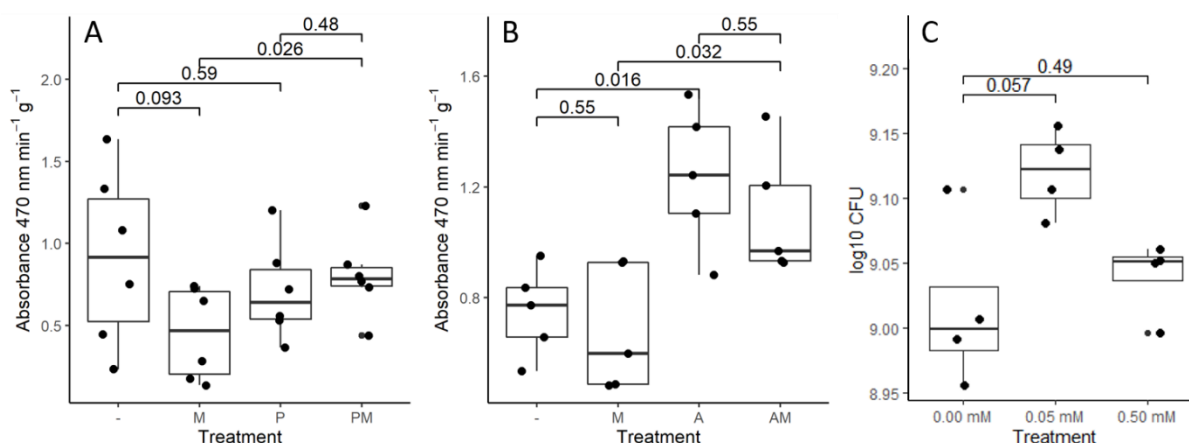 A
0.48
0.026
0.59
0.093
2.0
1.5
1.0
0.5
Absorbance 470 nm min⁻¹ g⁻¹
- M P PM
Treatment
B
0.55
0.032
0.016
0.55
1.6
1.2
0.8
Absorbance 470 nm min⁻¹ g⁻¹
- M A AM
Treatment
C
0.49
0.057
9.20
9.15
9.10
9.05
9.00
8.95
log10 CFU
0.00 mM 0.05 mM 0.50 mM
Treatment